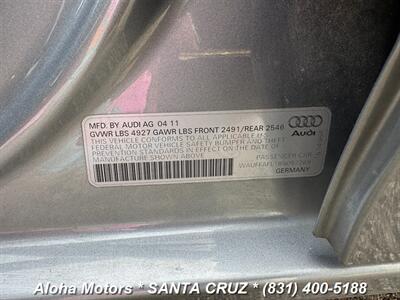 MFD. BY AUDI AG 04 11
GVWR LBS 4927 GAWR LBS FRONT 2491/REAR 2546
THIS VEHICLE CONFORMS TO ALL APPLICABLE
FEDERAL MOTOR VEHICLE SAFETY BUMPER AND THEFT
PREVENTION STANDARDS IN EFFECT ON THE DATE OF
MANUFACTURE SHOWN ABOVE.
Audi
PASSENGER CAR
GERMANY
Aloha Motors * SANTA CRUZ * (831) 400-5188